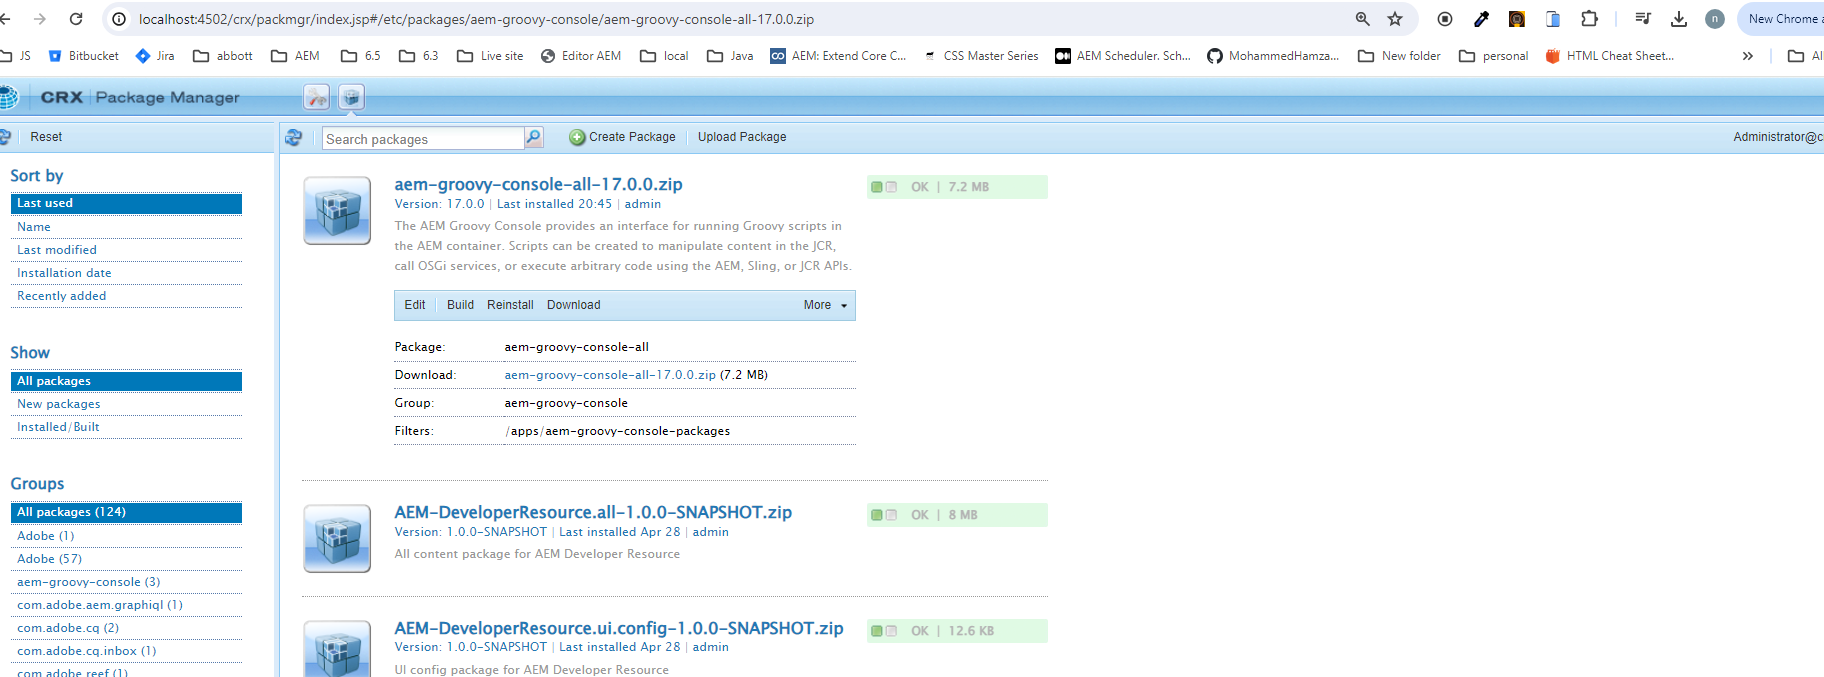 localhost:4502/crx/packmgr/index.jsp#/etc/packages/aem-groovy-console/aem-groovy-console-all-17.0.0.zip
n
New Chrome a
JS Bitbucket Jira abbott AEM 6.5 6.3 Live site Editor AEM local Java AEM: Extend Core C... CSS Master Series AEM Scheduler. Sch... MohammedHamza... New folder personal HTML Cheat Sheet... » All
CRX Package Manager
Reset
Search packages Create Package Upload Package Administrator@c
Sort by
Last used
Name
Last modified
Installation date
Recently added
Show
All packages
New packages
Installed/Built
Groups
All packages (124)
Adobe (1)
Adobe (57)
aem-groovy-console (3)
com.adobe.aem.graphiql (1)
com.adobe.cq (2)
com.adobe.cq.inbox (1)
com.adobe.reef (1)
aem-groovy-console-all-17.0.0.zip
OK | 7.2 MB
Version: 17.0.0 | Last installed 20:45 | admin
The AEM Groovy Console provides an interface for running Groovy scripts in
the AEM container. Scripts can be created to manipulate content in the JCR,
call OSGi services, or execute arbitrary code using the AEM, Sling, or JCR APIs.
Edit Build Reinstall Download More
Package: aem-groovy-console-all
Download: aem-groovy-console-all-17.0.0.zip (7.2 MB)
Group: aem-groovy-console
Filters: /apps/aem-groovy-console-packages
AEM-DeveloperResource.all-1.0.0-SNAPSHOT.zip
OK | 8 MB
Version: 1.0.0-SNAPSHOT | Last installed Apr 28 | admin
All content package for AEM Developer Resource
AEM-DeveloperResource.ui.config-1.0.0-SNAPSHOT.zip
OK | 12.6 KB
Version: 1.0.0-SNAPSHOT | Last installed Apr 28 | admin
UI config package for AEM Developer Resource